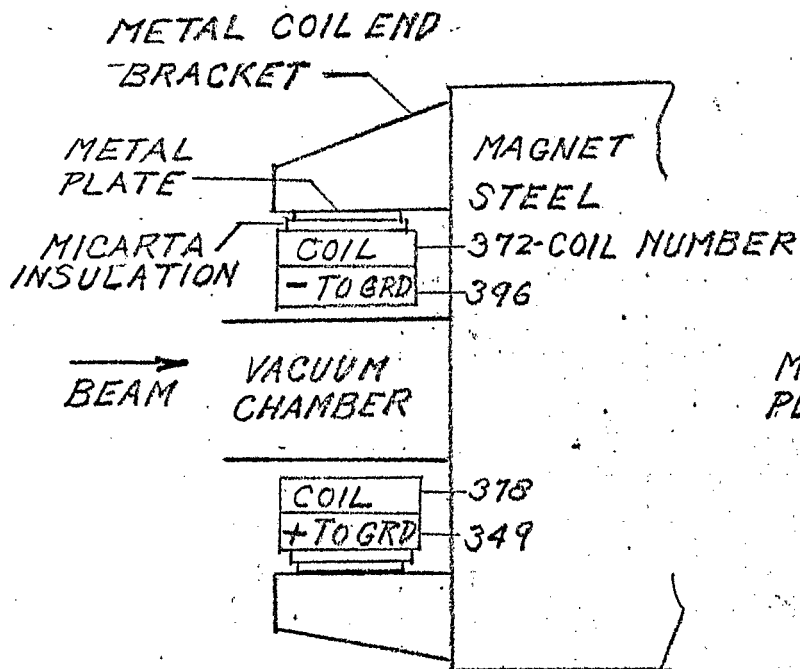 METAL COIL END
BRACKET
METAL
PLATE
MAGNET
STEEL
MICARTA
INSULATION
COIL
372-COIL NUMBER
- TO GRD
396
BEAM
VACUUM
CHAMBER
COIL
378
+ TO GRD
349